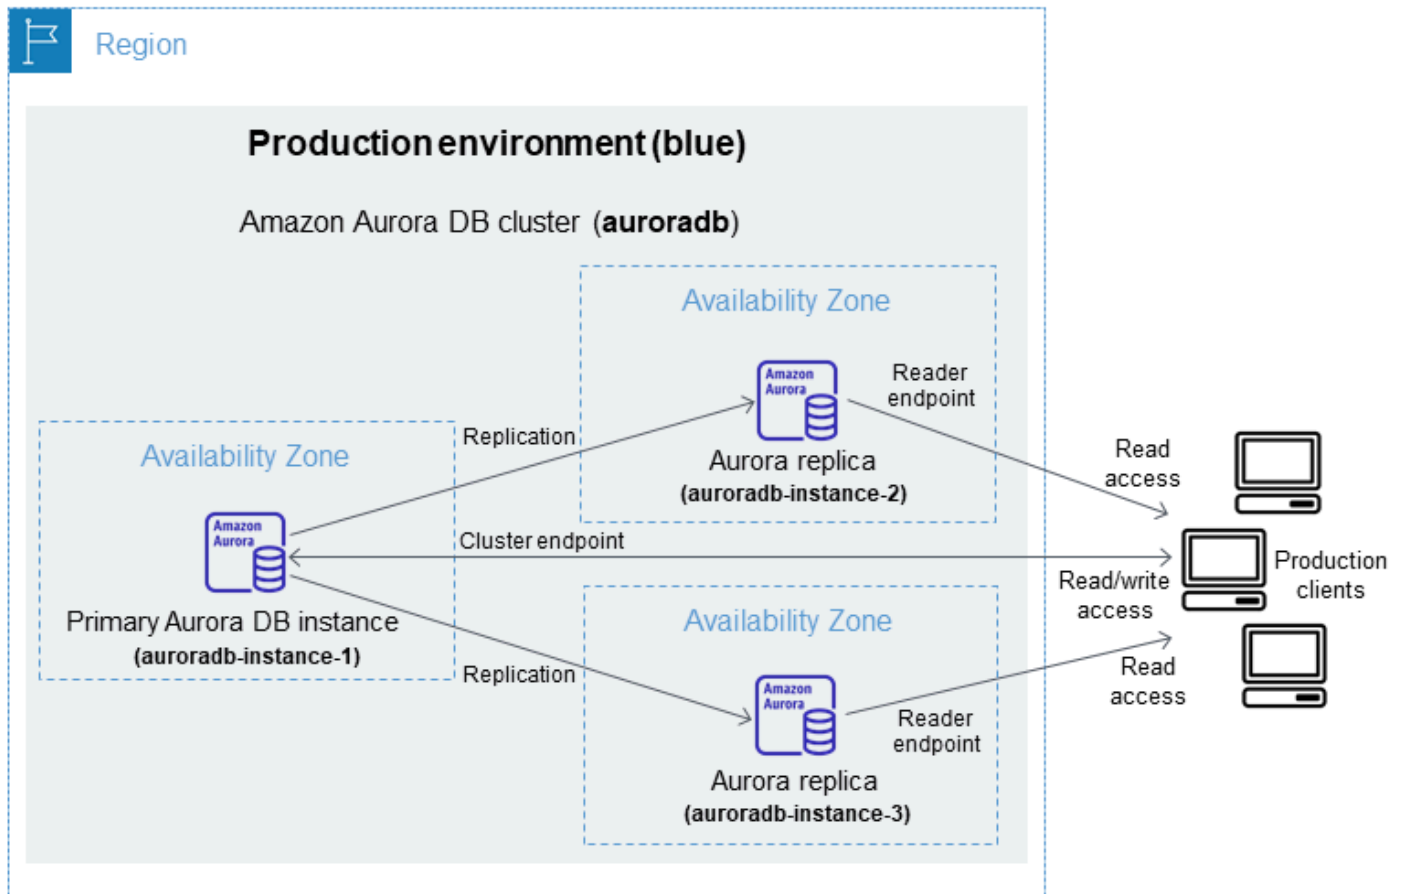 Region
Production environment (blue)
Amazon Aurora DB cluster (auroradb)
Availability Zone
Amazon
Aurora
Reader
endpoint
Aurora replica
(auroradb-instance-2)
Replication
Availability Zone
Amazon
Aurora
Primary Aurora DB instance
(auroradb-instance-1)
Cluster endpoint
Read
access
Read/write
access
Production
clients
Replication
Availability Zone
Amazon
Aurora
Reader
endpoint
Aurora replica
(auroradb-instance-3)
Read
access